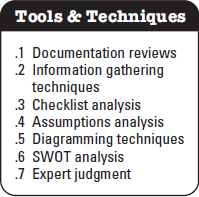 Tools & Techniques
.1 Documentation reviews
.2 Information gathering
techniques
.3 Checklist analysis
.4 Assumptions analysis
.5 Diagramming techniques
.6 SWOT analysis
.7 Expert judgment